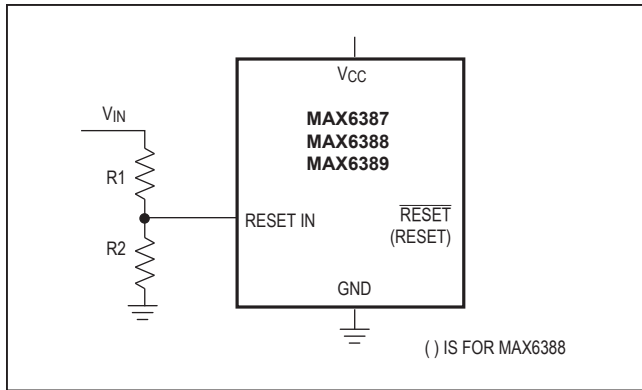 VCC
VIN
MAX6387
MAX6388
MAX6389
R1
RESET IN
RESET
(RESET)
R2
GND
( ) IS FOR MAX6388